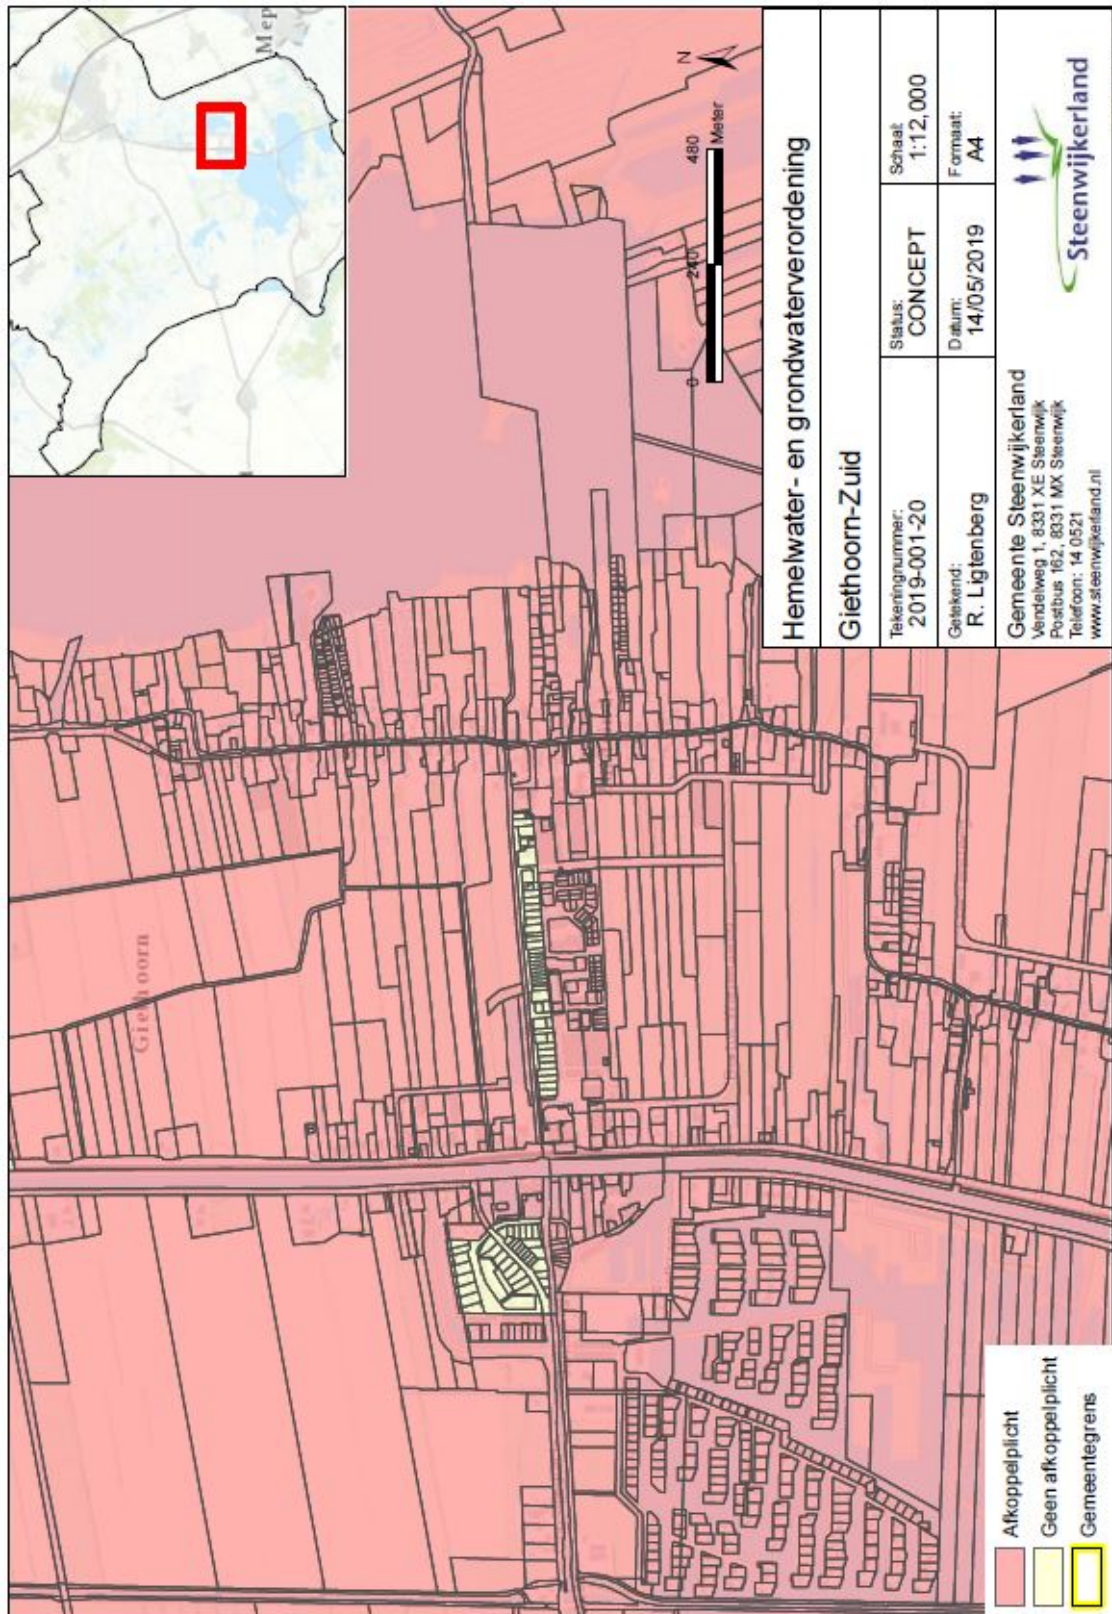 Mep
Giethoorn
N
0
240
480
Meter
Hemelwater- en grondwaterverordening
Giethoorn-Zuid
Tekeningnummer:
2019-001-20
Status:
CONCEPT
Schaal:
1:12,000
Getekend:
R. Ligtenberg
Datum:
14/05/2019
Formaat:
A4
Gemeente Steenwijkerland
Vendelweg 1, 8331 XE Steenwijk
Postbus 162, 8331 MX Steenwijk
Telefoon: 14 0521
www.steenwijkerland.nl
Steenwijkerland
Afkoppelplicht
Geen afkoppelplicht
Gemeentegrens